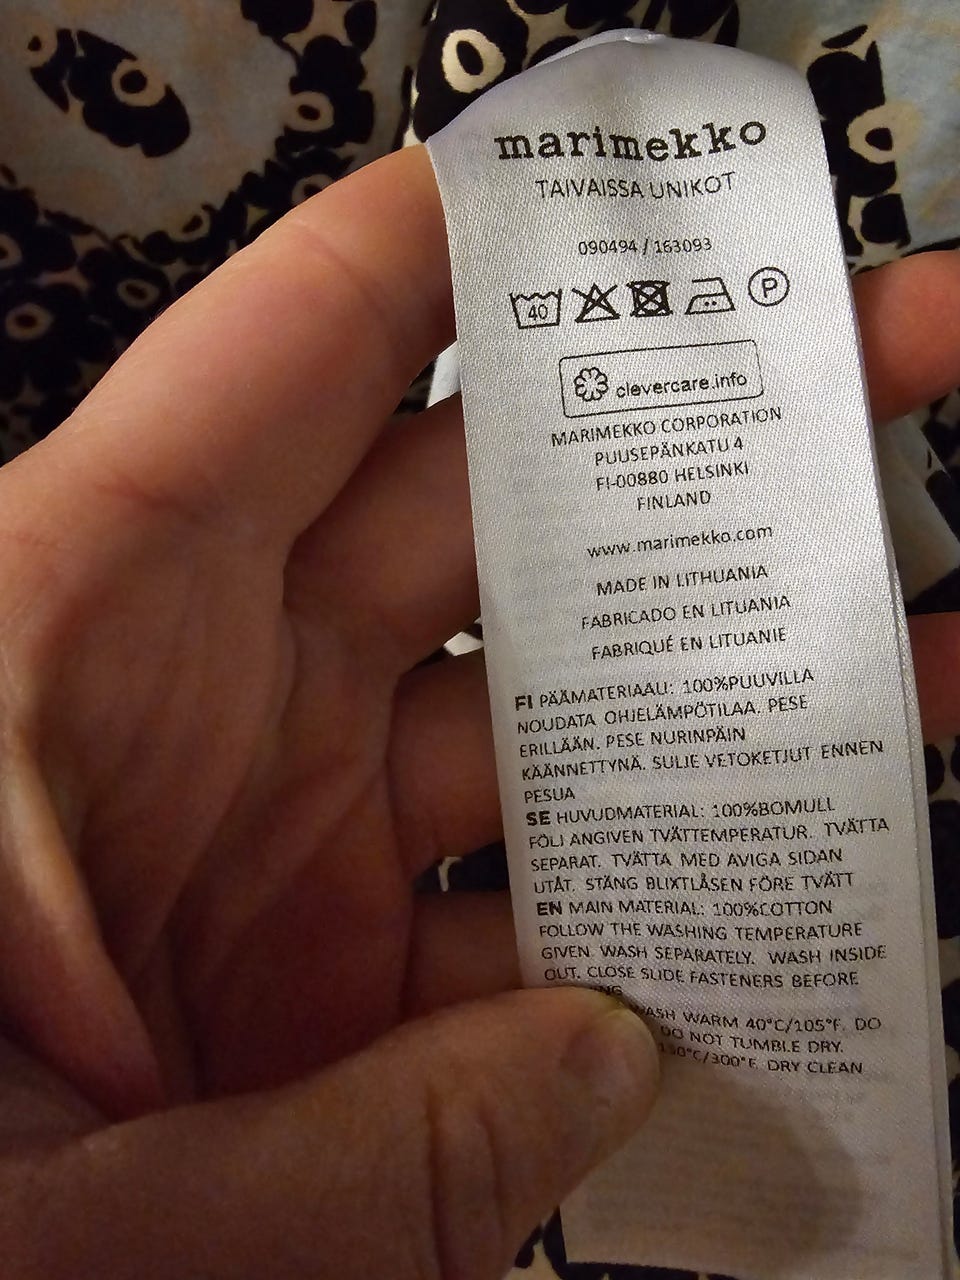 marimekko
TAIVAISSA UNIKOT
090494 / 163093
40 P
clevercare.info
MARIMEKKO CORPORATION
PUUSEPÄNKATU 4
FI-00880 HELSINKI
FINLAND
www.marimekko.com
MADE IN LITHUANIA
FABRICADO EN LITUANIA
FABRIQUÉ EN LITUANIE
FI PÄÄMATERIAALI: 100%PUUVILLA
NOUDATA OHJELÄMPÖTILAA. PESE
ERILLÄÄN. PESE NURINPÄIN
KÄÄNNETTYNÄ. SULJE VETOKETJUT ENNEN
PESUA
SE HUVUDMATERIAL: 100%BOMULL
FÖLJ ANGIVEN TVÄTTEMPERATUR. TVÄTTA
SEPARAT. TVÄTTA MED AVIGA SIDAN
UTÅT. STÄNG BLIXTLÅSEN FÖRE TVÄTT
EN MAIN MATERIAL: 100%COTTON
FOLLOW THE WASHING TEMPERATURE
GIVEN. WASH SEPARATELY. WASH INSIDE
OUT. CLOSE SLIDE FASTENERS BEFORE
WARM 40°C/105°F. DO
DO NOT TUMBLE DRY.
/300°F. DRY CLEAN